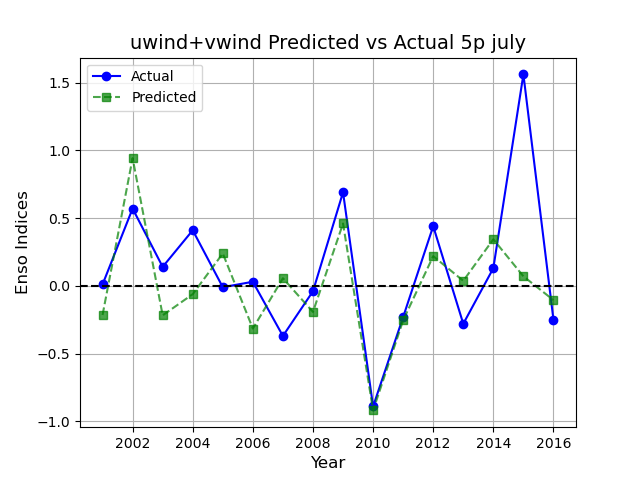 uwind+vwind Predicted vs Actual 5p july
Actual
Predicted
1.5
1.0
0.5
0.0
−0.5
−1.0
Enso Indices
2002 2004 2006 2008 2010 2012 2014 2016
Year